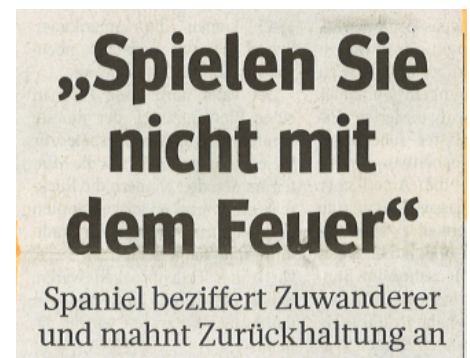 „Spielen Sie
nicht mit
dem Feuer“
Spaniel beziffert Zuwanderer
und mahnt Zurückhaltung an